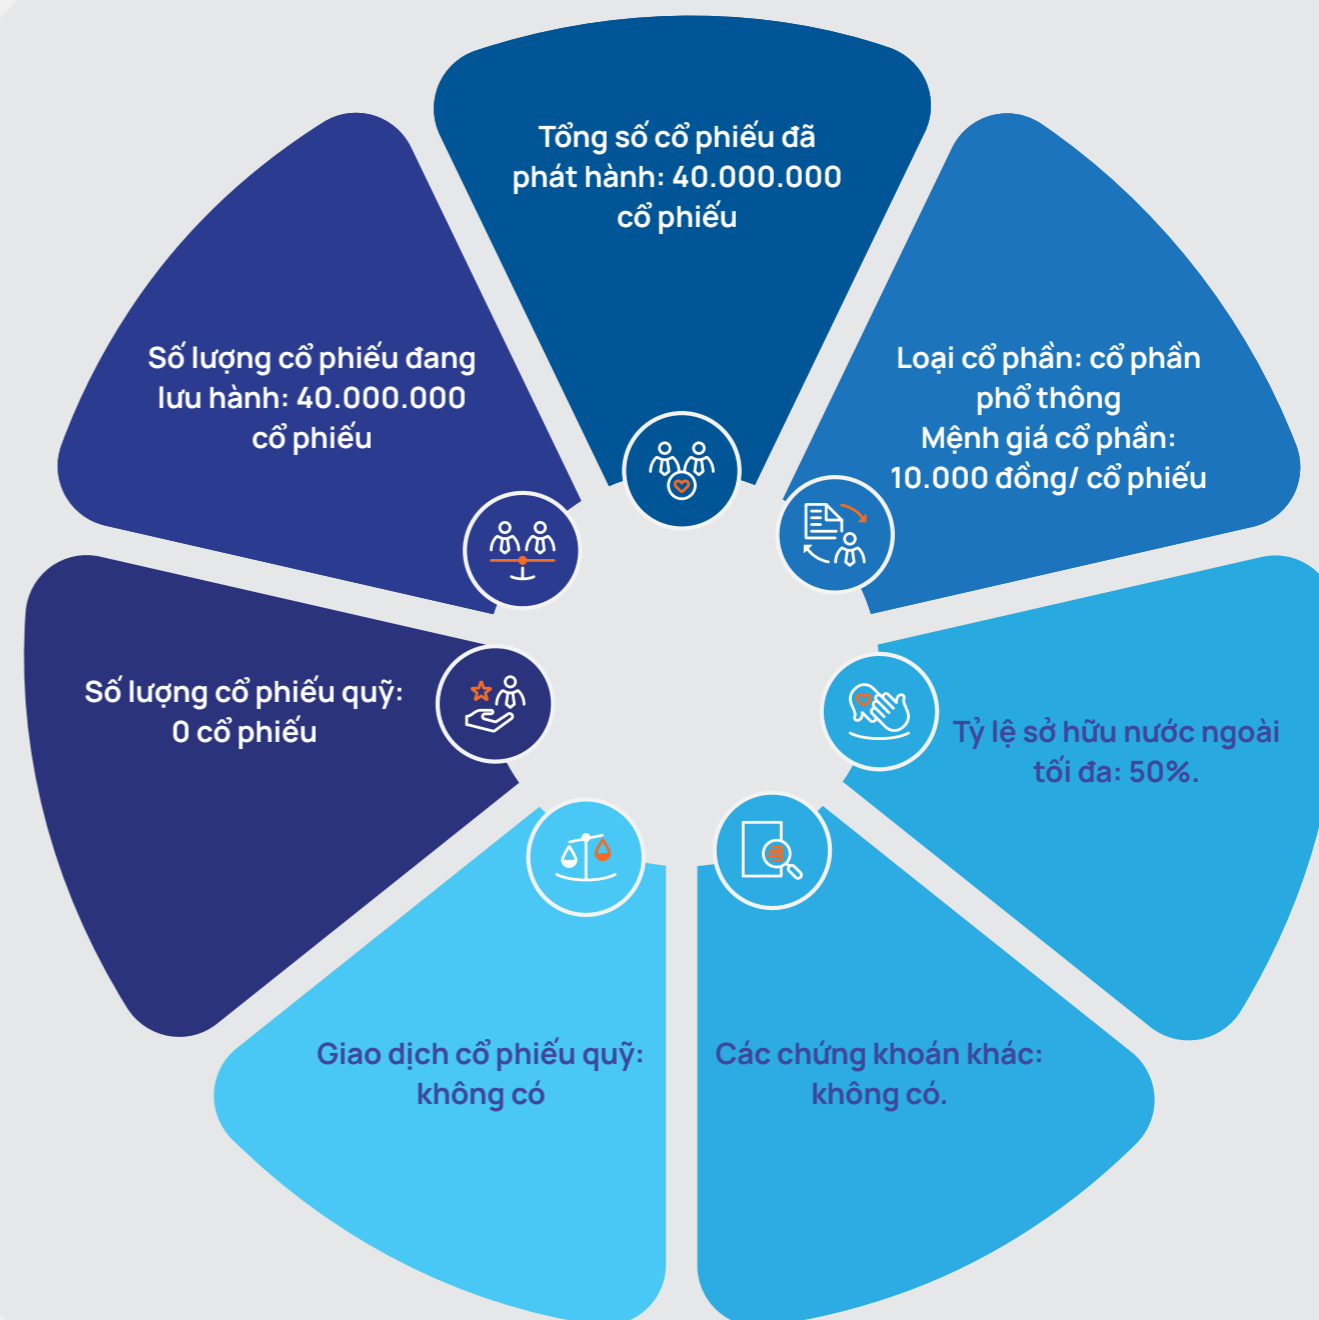 Tổng số cổ phiếu đã
phát hành: 40.000.000
cổ phiếu
Loại cổ phần: cổ phần
phổ thông
Mệnh giá cổ phần:
10.000 đồng/ cổ phiếu
Tỷ lệ sở hữu nước ngoài
tối đa: 50%.
Các chứng khoán khác:
không có.
Giao dịch cổ phiếu quỹ:
không có
Số lượng cổ phiếu quỹ:
0 cổ phiếu
Số lượng cổ phiếu đang
lưu hành: 40.000.000
cổ phiếu